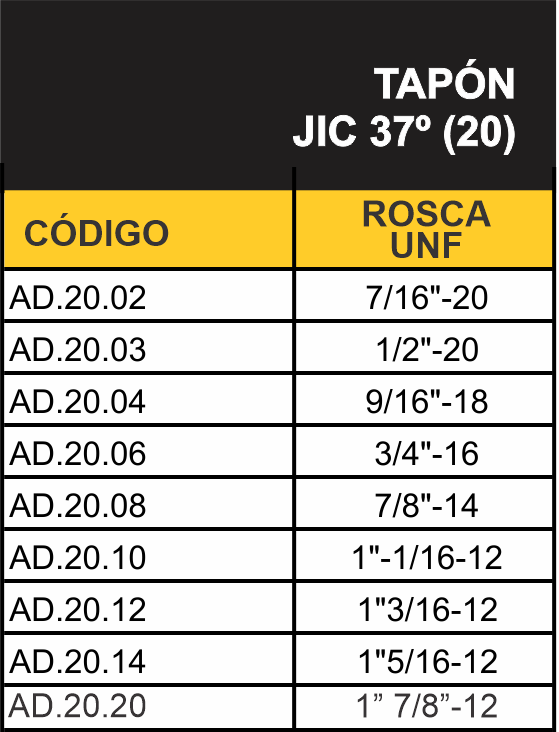 TAPÓN
JIC 37º (20)
CÓDIGO
ROSCA
UNF
AD.20.02 7/16"-20
AD.20.03 1/2"-20
AD.20.04 9/16"-18
AD.20.06 3/4"-16
AD.20.08 7/8"-14
AD.20.10 1"-1/16-12
AD.20.12 1"3/16-12
AD.20.14 1"5/16-12
AD.20.20 1” 7/8”-12